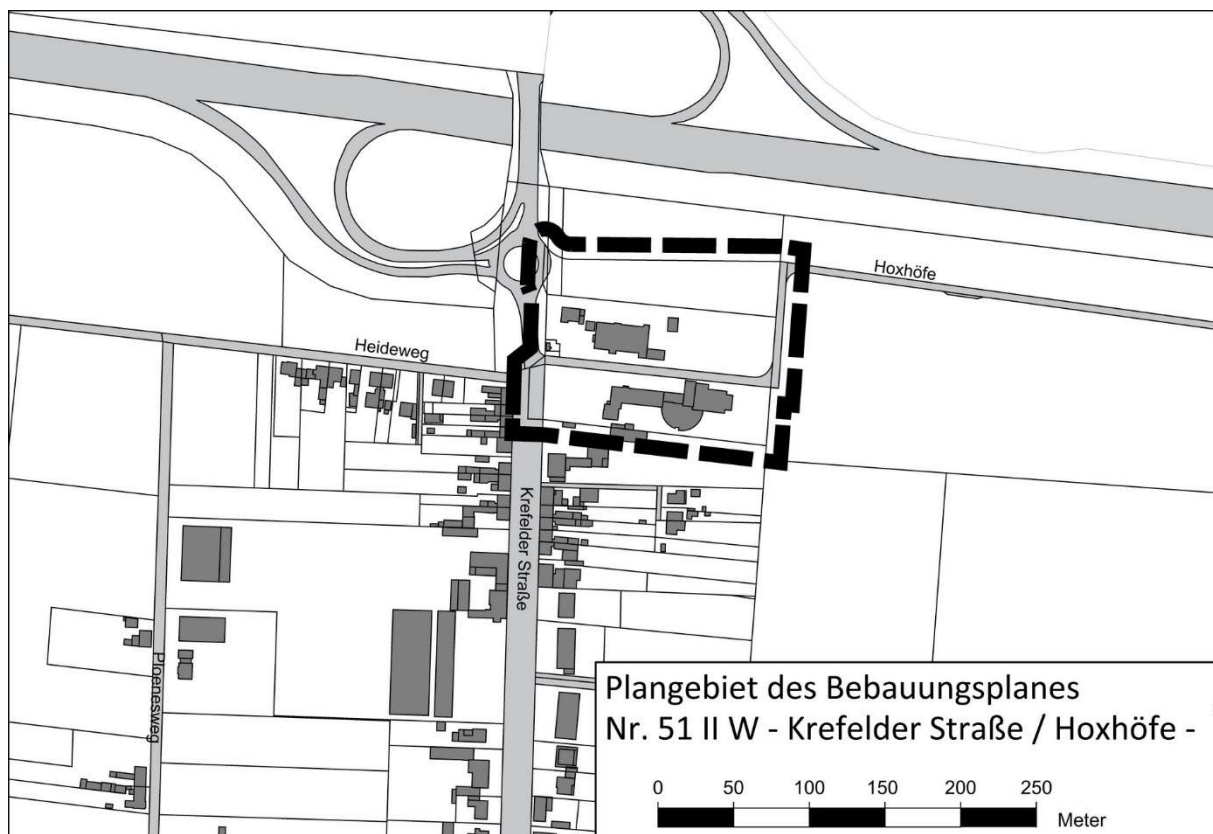 Hoxhöfe
Heideweg
Krefelder Straße
Ploenesweg
Plangebiet des Bebauungsplanes
Nr. 51 II W - Krefelder Straße / Hoxhöfe -
0 50 100 150 200 250
Meter